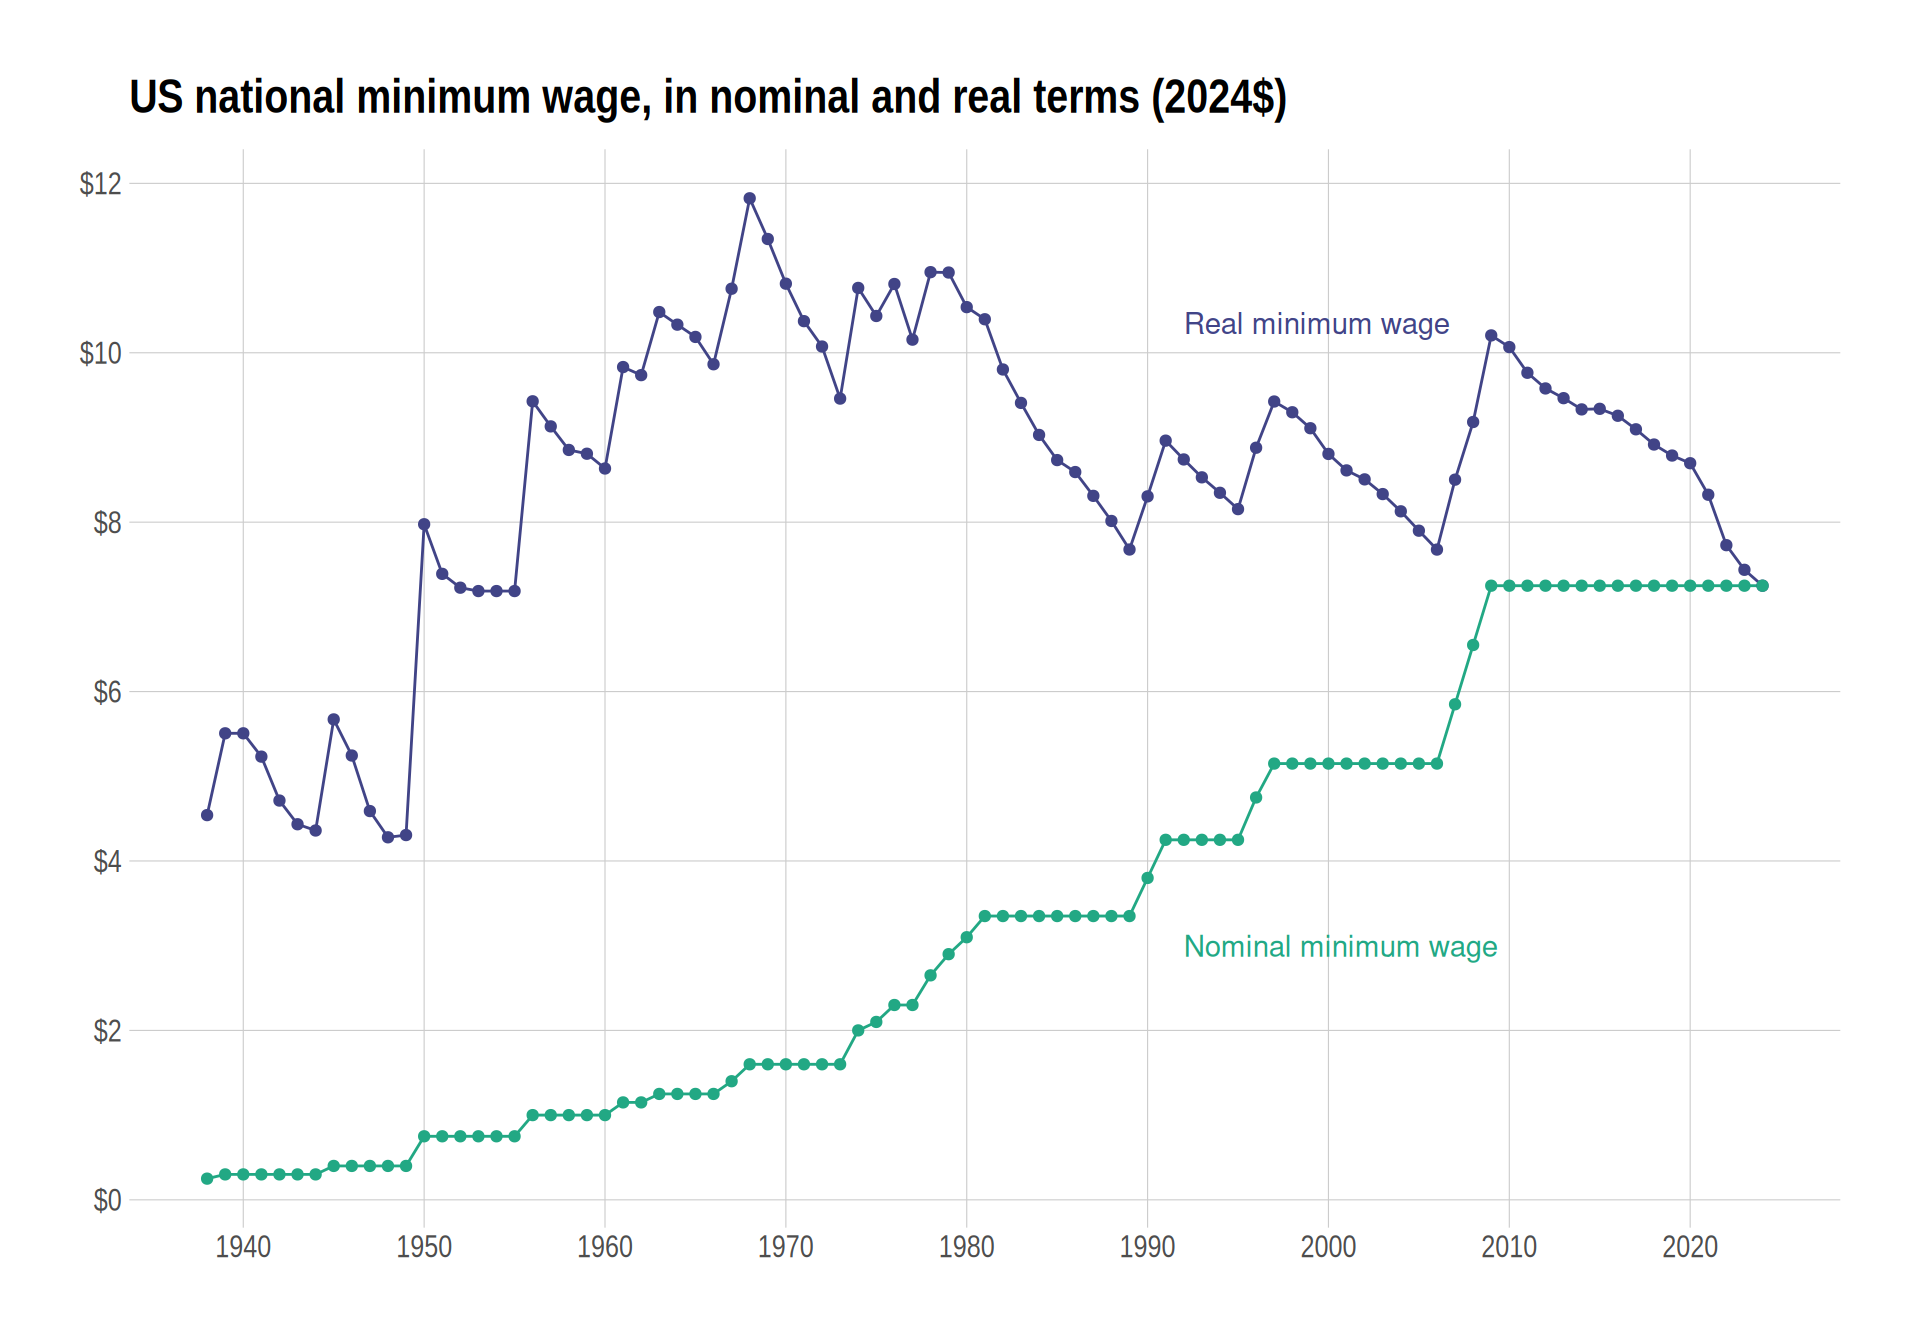 US national minimum wage, in nominal and real terms (2024$)
$12
$10
$8
$6
$4
$2
$0
Real minimum wage
Nominal minimum wage
1940 1950 1960 1970 1980 1990 2000 2010 2020